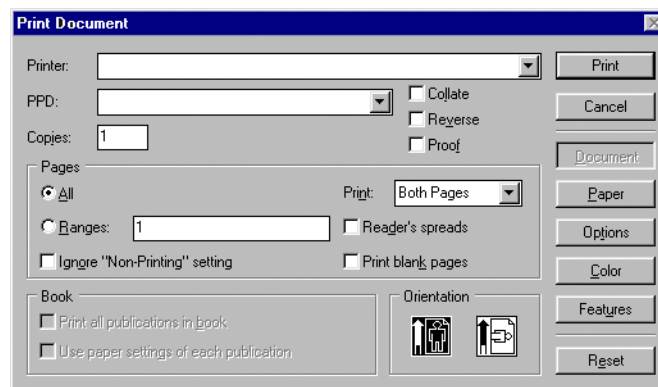 Print Document
Printer:
Print
PPD:
Collate
Cancel
Reverse
Copies: 1
Proof
Document
Pages
All
Print: Both Pages
Paper
Ranges: 1
Reader's spreads
Options
Ignore "Non-Printing" setting
Print blank pages
Color
Book
Orientation
Print all publications in book
Features
Use paper settings of each publication
Reset